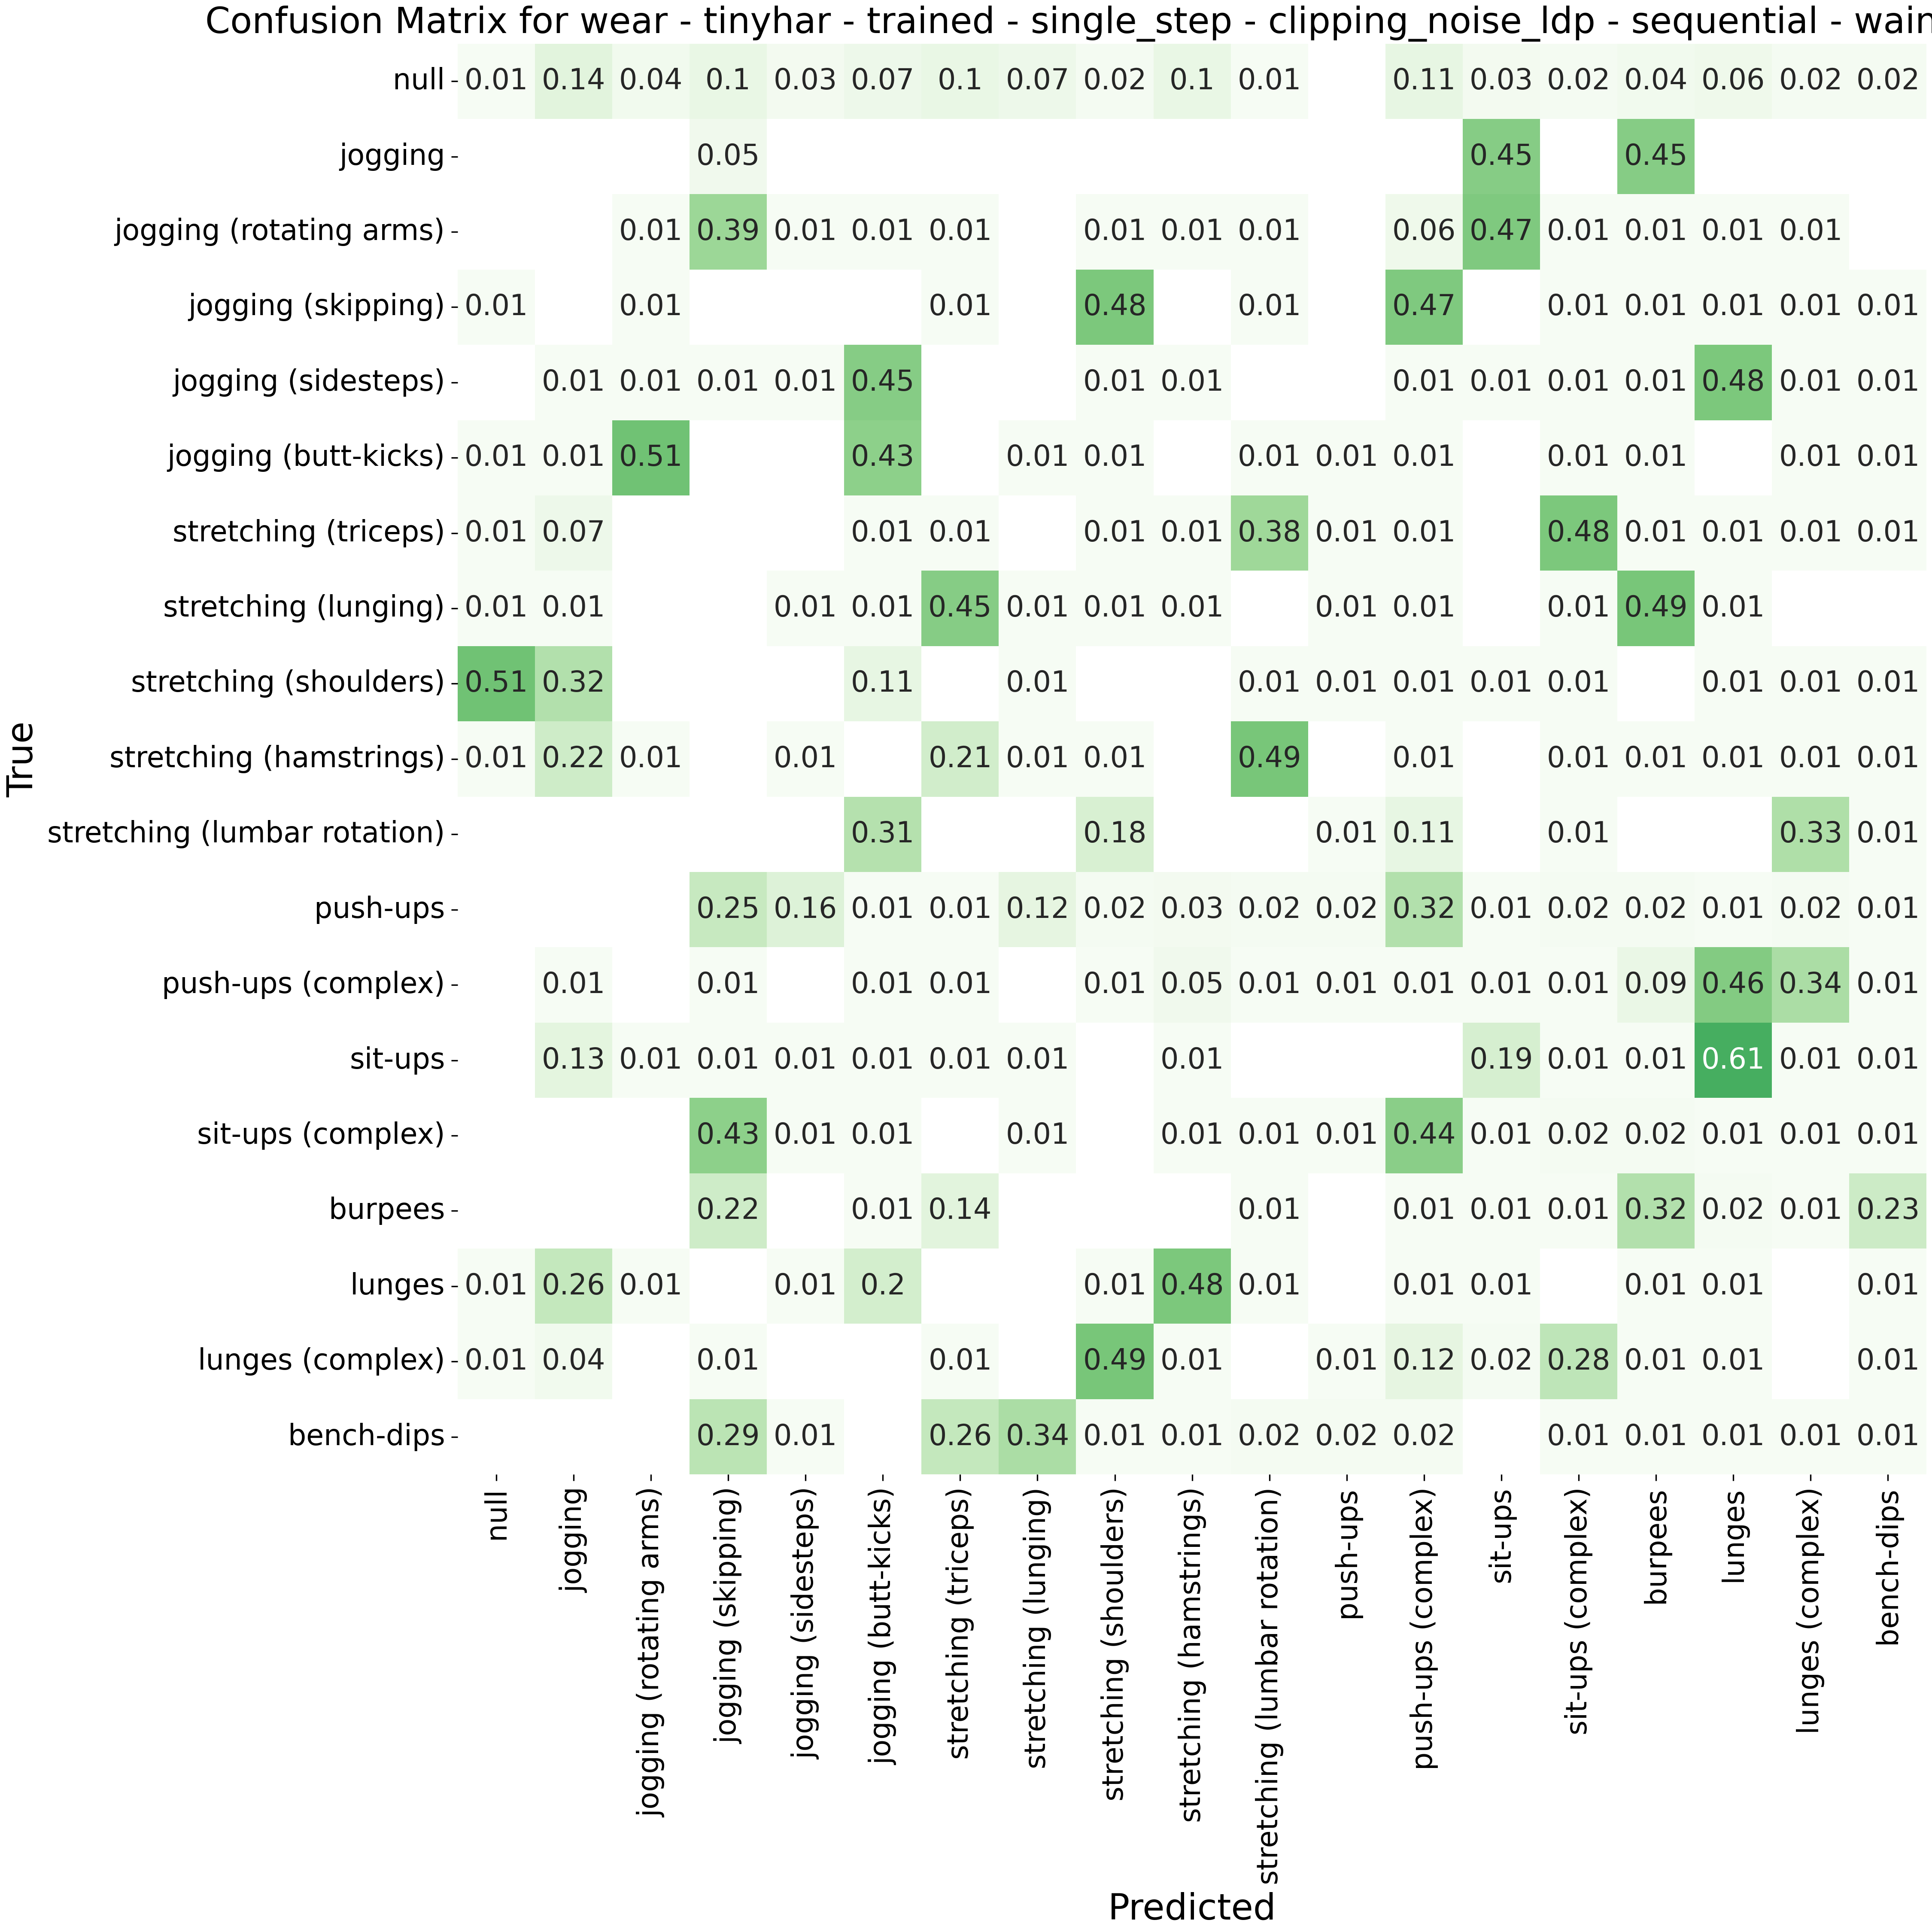 Confusion Matrix for wear - tinyhar - trained - single_step - clipping_noise_ldp - sequential - wain
null 0.01 0.14 0.04 0.1 0.03 0.07 0.1 0.07 0.02 0.1 0.01 0.11 0.03 0.02 0.04 0.06 0.02 0.02
jogging 0.05 0.45 0.45
jogging (rotating arms) 0.01 0.39 0.01 0.01 0.01 0.01 0.01 0.01 0.06 0.47 0.01 0.01 0.01 0.01
jogging (skipping) 0.01 0.01 0.01 0.48 0.01 0.47 0.01 0.01 0.01 0.01 0.01
jogging (sidesteps) 0.01 0.01 0.01 0.01 0.45 0.01 0.01 0.01 0.01 0.01 0.01 0.48 0.01 0.01
jogging (butt-kicks) 0.01 0.01 0.51 0.43 0.01 0.01 0.01 0.01 0.01 0.01 0.01 0.01 0.01
stretching (triceps) 0.01 0.07 0.01 0.01 0.01 0.01 0.38 0.01 0.01 0.48 0.01 0.01 0.01 0.01
stretching (lunging) 0.01 0.01 0.01 0.01 0.45 0.01 0.01 0.01 0.01 0.01 0.01 0.49 0.01
stretching (shoulders) 0.51 0.32 0.11 0.01 0.01 0.01 0.01 0.01 0.01 0.01 0.01 0.01
stretching (hamstrings) 0.01 0.22 0.01 0.01 0.21 0.01 0.01 0.49 0.01 0.01 0.01 0.01 0.01 0.01
stretching (lumbar rotation) 0.31 0.18 0.01 0.11 0.01 0.33 0.01
push-ups 0.25 0.16 0.01 0.01 0.12 0.02 0.03 0.02 0.02 0.32 0.01 0.02 0.02 0.01 0.02 0.01
push-ups (complex) 0.01 0.01 0.01 0.01 0.01 0.05 0.01 0.01 0.01 0.01 0.01 0.09 0.46 0.34 0.01
sit-ups 0.13 0.01 0.01 0.01 0.01 0.01 0.01 0.01 0.19 0.01 0.01 0.61 0.01 0.01
sit-ups (complex) 0.43 0.01 0.01 0.01 0.01 0.01 0.01 0.44 0.01 0.02 0.02 0.01 0.01 0.01
burpees 0.22 0.01 0.14 0.01 0.01 0.01 0.01 0.32 0.02 0.01 0.23
lunges 0.01 0.26 0.01 0.01 0.2 0.01 0.48 0.01 0.01 0.01 0.01 0.01 0.01
lunges (complex) 0.01 0.04 0.01 0.01 0.49 0.01 0.01 0.12 0.02 0.28 0.01 0.01 0.01
bench-dips 0.29 0.01 0.26 0.34 0.01 0.01 0.02 0.02 0.02 0.01 0.01 0.01 0.01 0.01
True
null
jogging
jogging (rotating arms)
jogging (skipping)
jogging (sidesteps)
jogging (butt-kicks)
stretching (triceps)
stretching (lunging)
stretching (shoulders)
stretching (hamstrings)
stretching (lumbar rotation)
push-ups
push-ups (complex)
sit-ups
sit-ups (complex)
burpees
lunges
lunges (complex)
bench-dips
Predicted